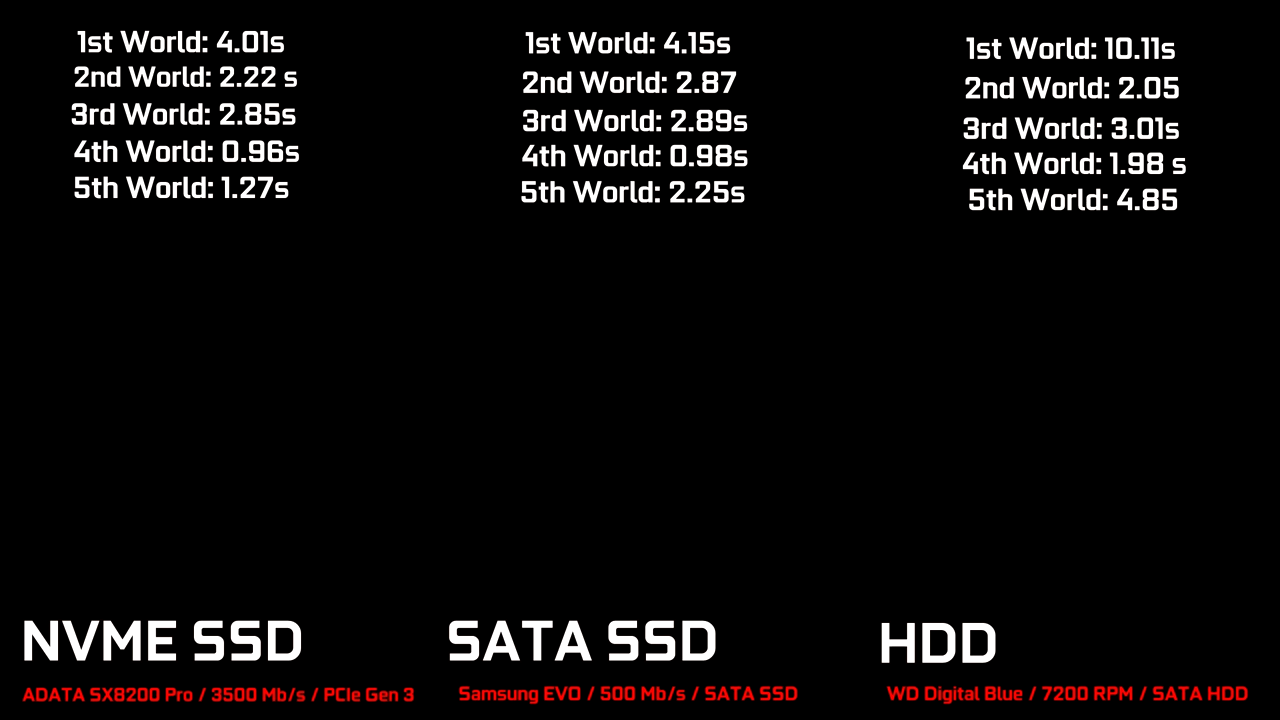 1st World: 4.01s
2nd World: 2.22 s
3rd World: 2.85s
4th World: 0.96s
5th World: 1.27s
1st World: 4.15s
2nd World: 2.87
3rd World: 2.89s
4th World: 0.98s
5th World: 2.25s
1st World: 10.11s
2nd World: 2.05
3rd World: 3.01s
4th World: 1.98 s
5th World: 4.85
NVME SSD
ADATA SX8200 Pro / 3500 Mb/s / PCIe Gen 3
SATA SSD
Samsung EVO / 500 Mb/s / SATA SSD
HDD
WD Digital Blue / 7200 RPM / SATA HDD